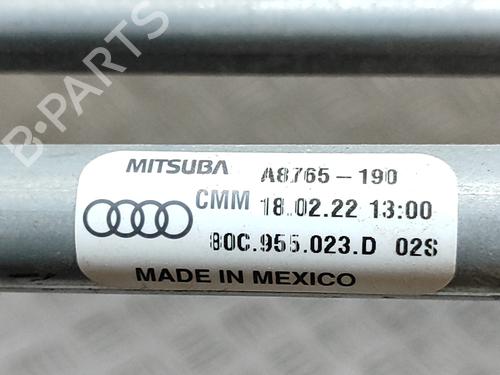 B-PARTS
MITSUBA A8765-190
CMM 18.02.22 13:00
80C.955.023.D 02S
MADE IN MEXICO